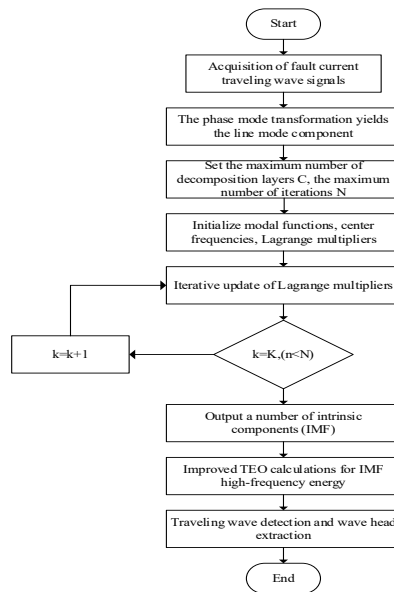 Start
Acquisition of fault current
traveling wave signals
The phase mode transformation yields
the line mode component
Set the maximum number of
decomposition layers C, the maximum
number of iterations N
Initialize modal functions, center
frequencies, Lagrange multipliers
Iterative update of Lagrange multipliers
k=k+1
k=K,(n<N)
Output a number of intrinsic
components (IMF)
Improved TEO calculations for IMF
high-frequency energy
Traveling wave detection and wave head
extraction
End